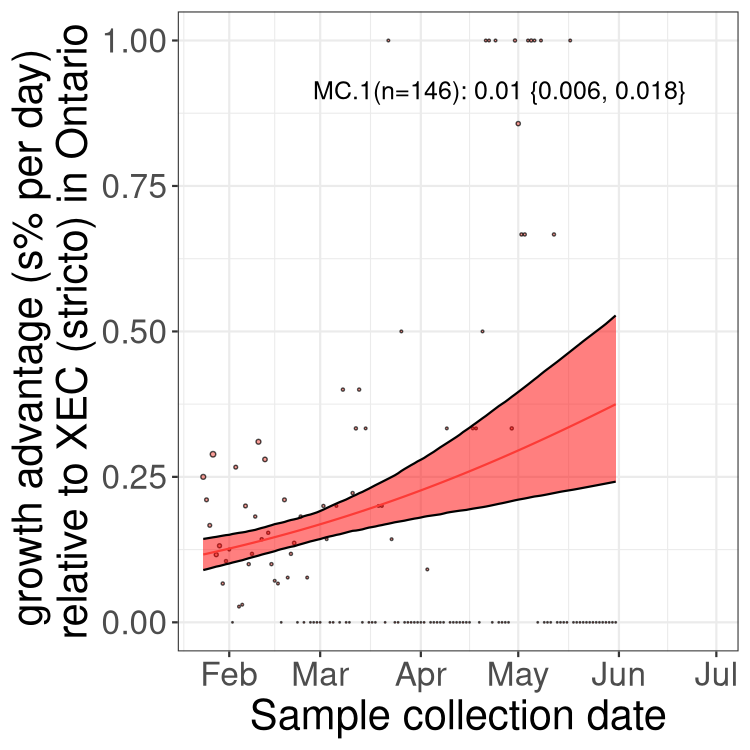 growth advantage (s% per day)
relative to XEC (stricto) in Ontario
1.00
0.75
0.50
0.25
0.00
MC.1(n=146): 0.01 {0.006, 0.018}
Feb Mar Apr May Jun Jul
Sample collection date